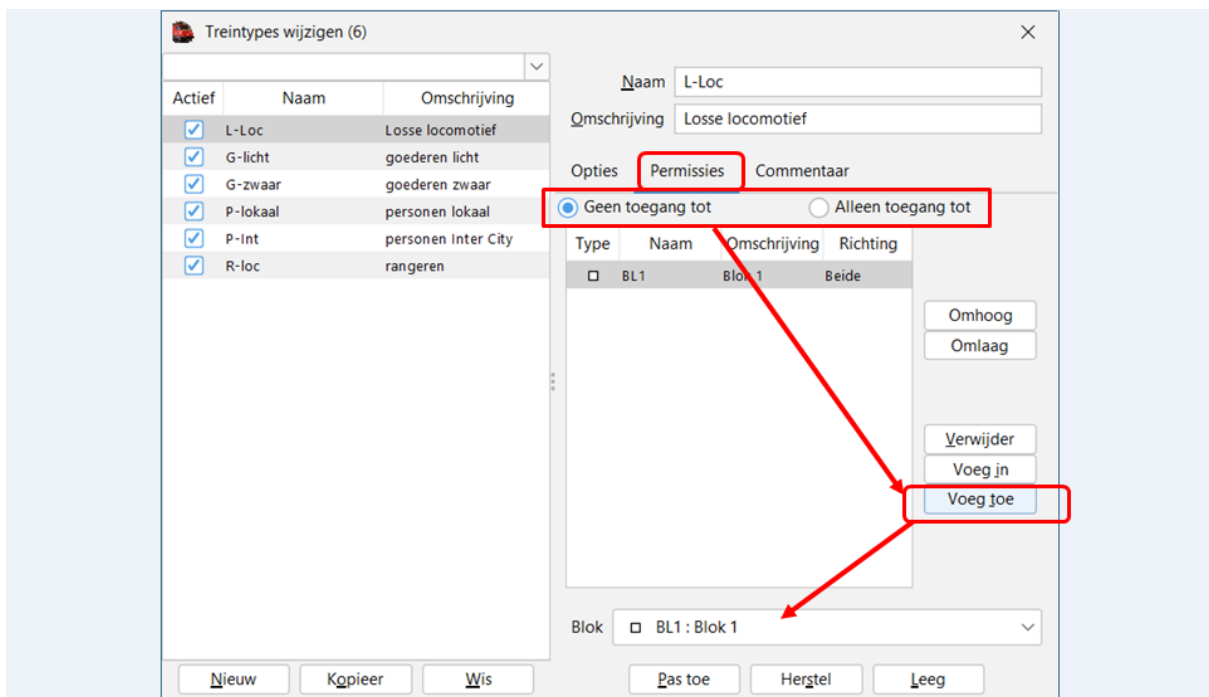 Treintypes wijzigen (6)
Actief Naam Omschrijving
L-Loc Losse locomotief
G-licht goederen licht
G-zwaar goederen zwaar
P-lokaal personen lokaal
P-Int personen Inter City
R-loc rangeren
Nieuw Kopieer Wis
Naam L-Loc
Omschrijving Losse locomotief
Opties Permissies Commentaar
Geen toegang tot Alleen toegang tot
Type Naam Omschrijving Richting
BL1 Blok 1 Beide
Omhoog
Omlaag
Verwijder
Voeg in
Voeg toe
Blok BL1 : Blok 1
Pas toe Herstel Leeg